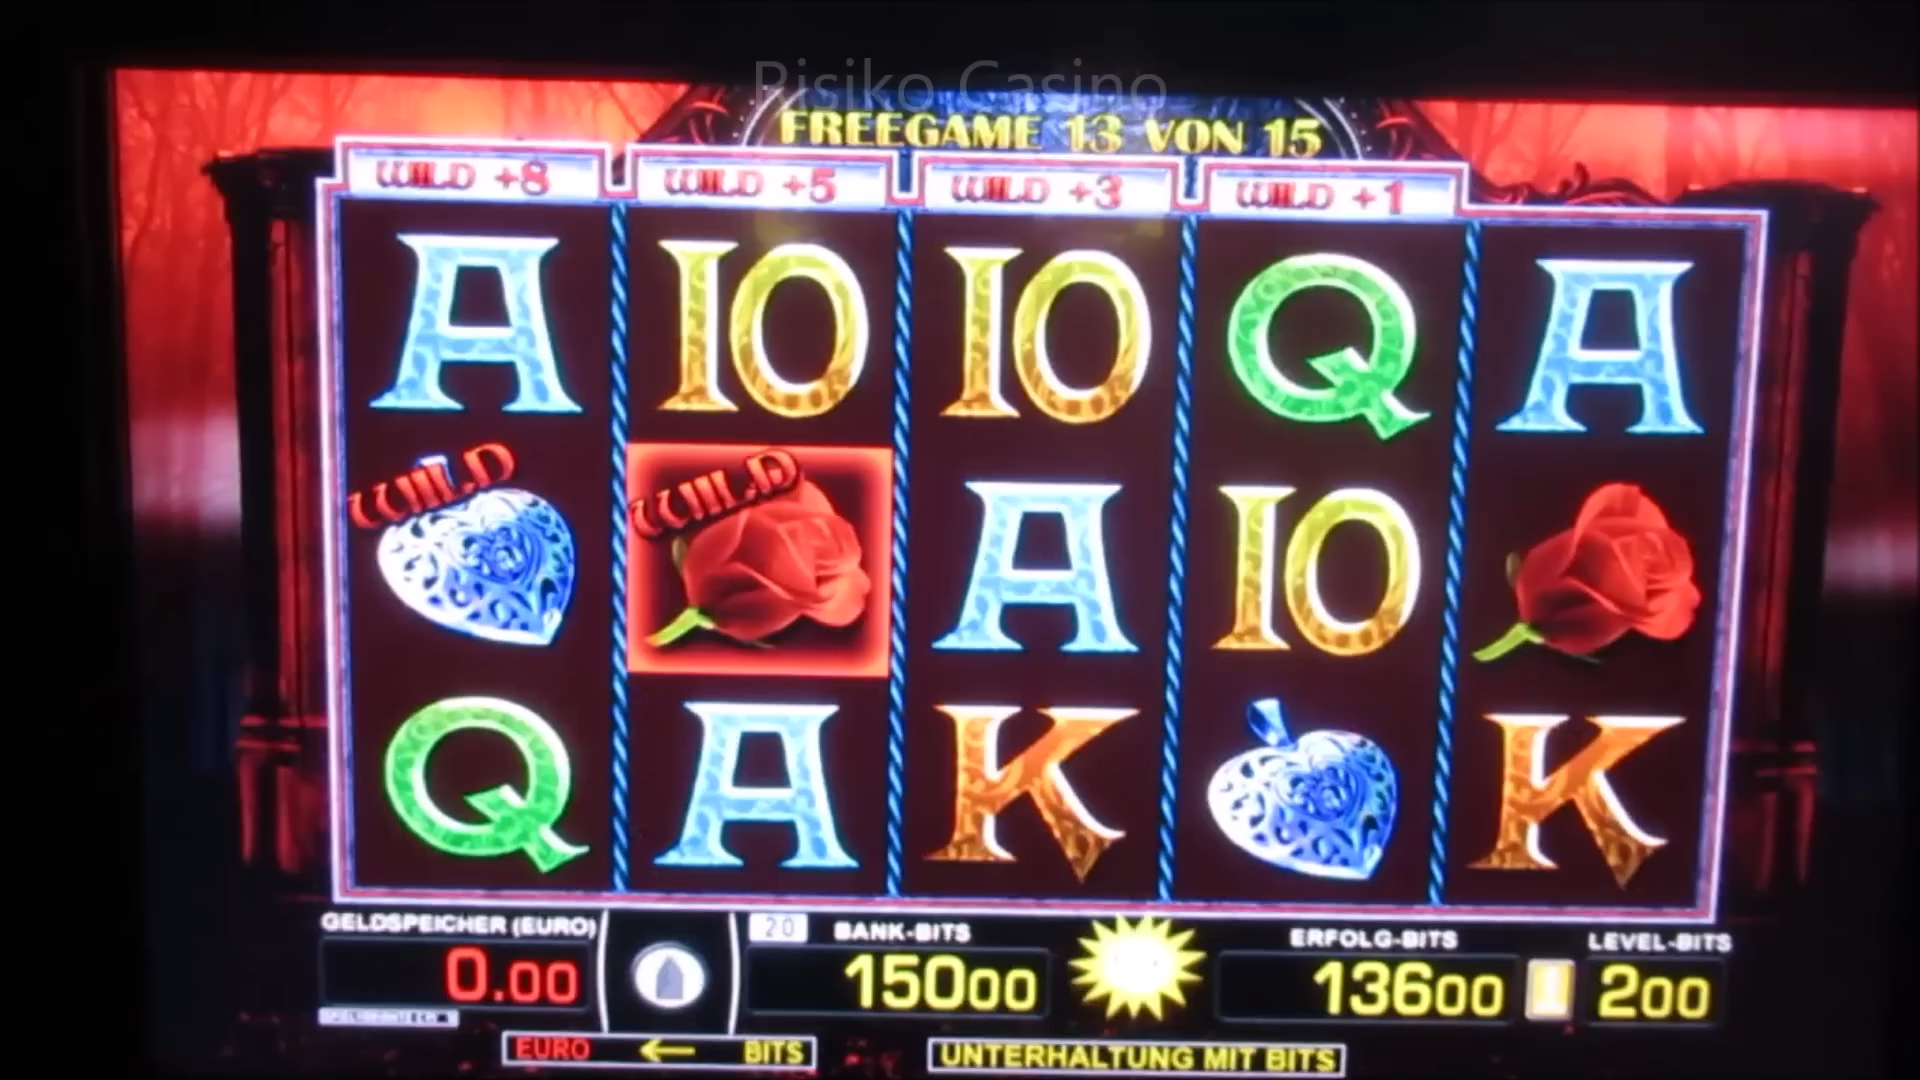 Risiko Casino
FREEGAME 13 VON 15
WILD +8 WILD +5 WILD +3 WILD +1
A 10 10 Q A
WILD WILD A 10
Q A K K
GELDSPEICHER (EURO) 20 BANK-BITS ERFOLG-BITS LEVEL-BITS
0.00 15000 13600 200
EURO ← BITS UNTERHALTUNG MIT BITS